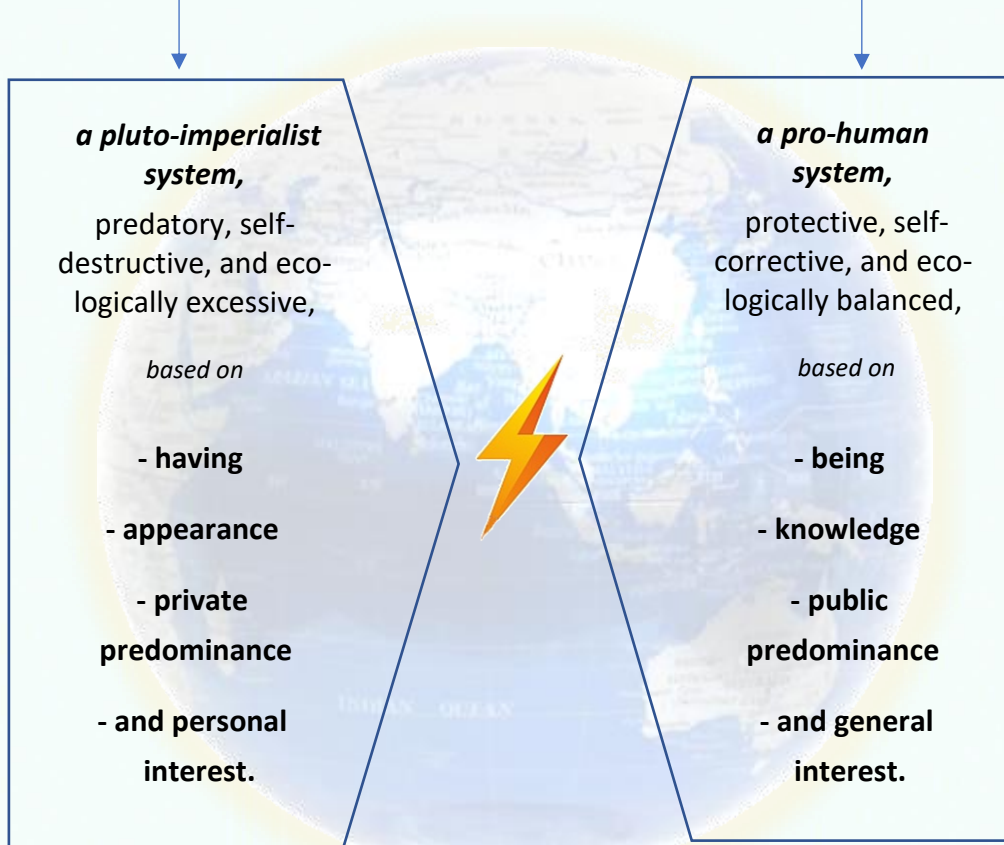 a pluto-imperialist
system,
predatory, self-
destructive, and eco-
logically excessive,
based on
- having
- appearance
- private
predominance
- and personal
interest.
a pro-human
system,
protective, self-
corrective, and eco-
logically balanced,
based on
- being
- knowledge
- public
predominance
- and general
interest.
INDIAN OCEAN